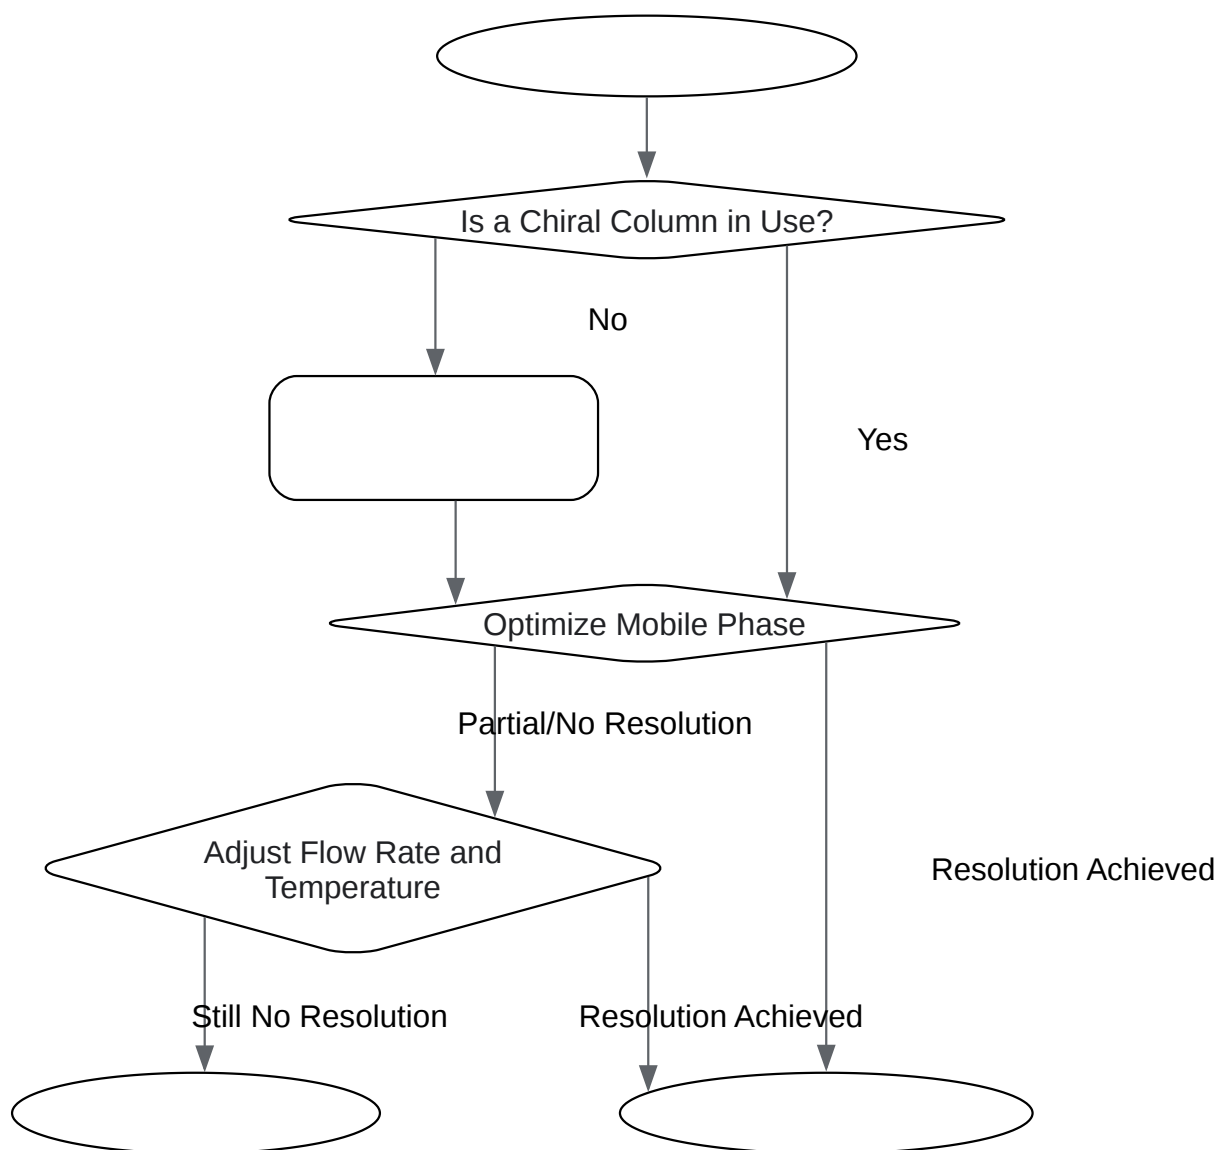 Is a Chiral Column in Use?
No
Yes
Optimize Mobile Phase
Partial/No Resolution
Adjust Flow Rate and
Temperature
Resolution Achieved
Still No Resolution
Resolution Achieved